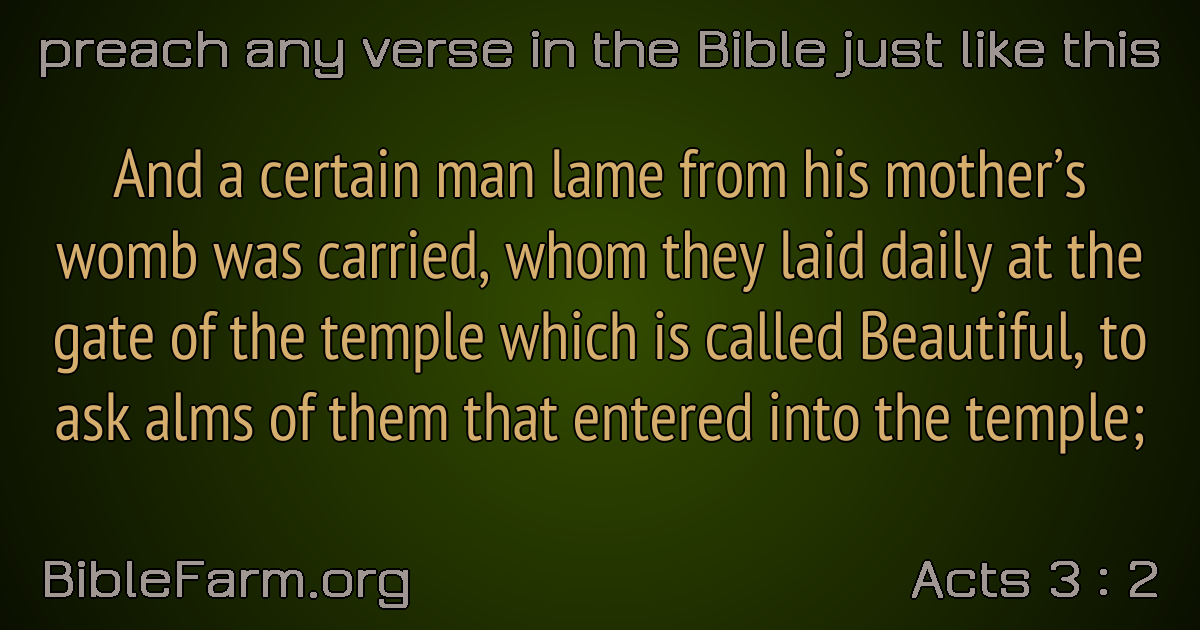 preach any verse in the Bible just like this
And a certain man lame from his mother’s
womb was carried, whom they laid daily at the
gate of the temple which is called Beautiful, to
ask alms of them that entered into the temple;
BibleFarm.org
Acts 3 : 2